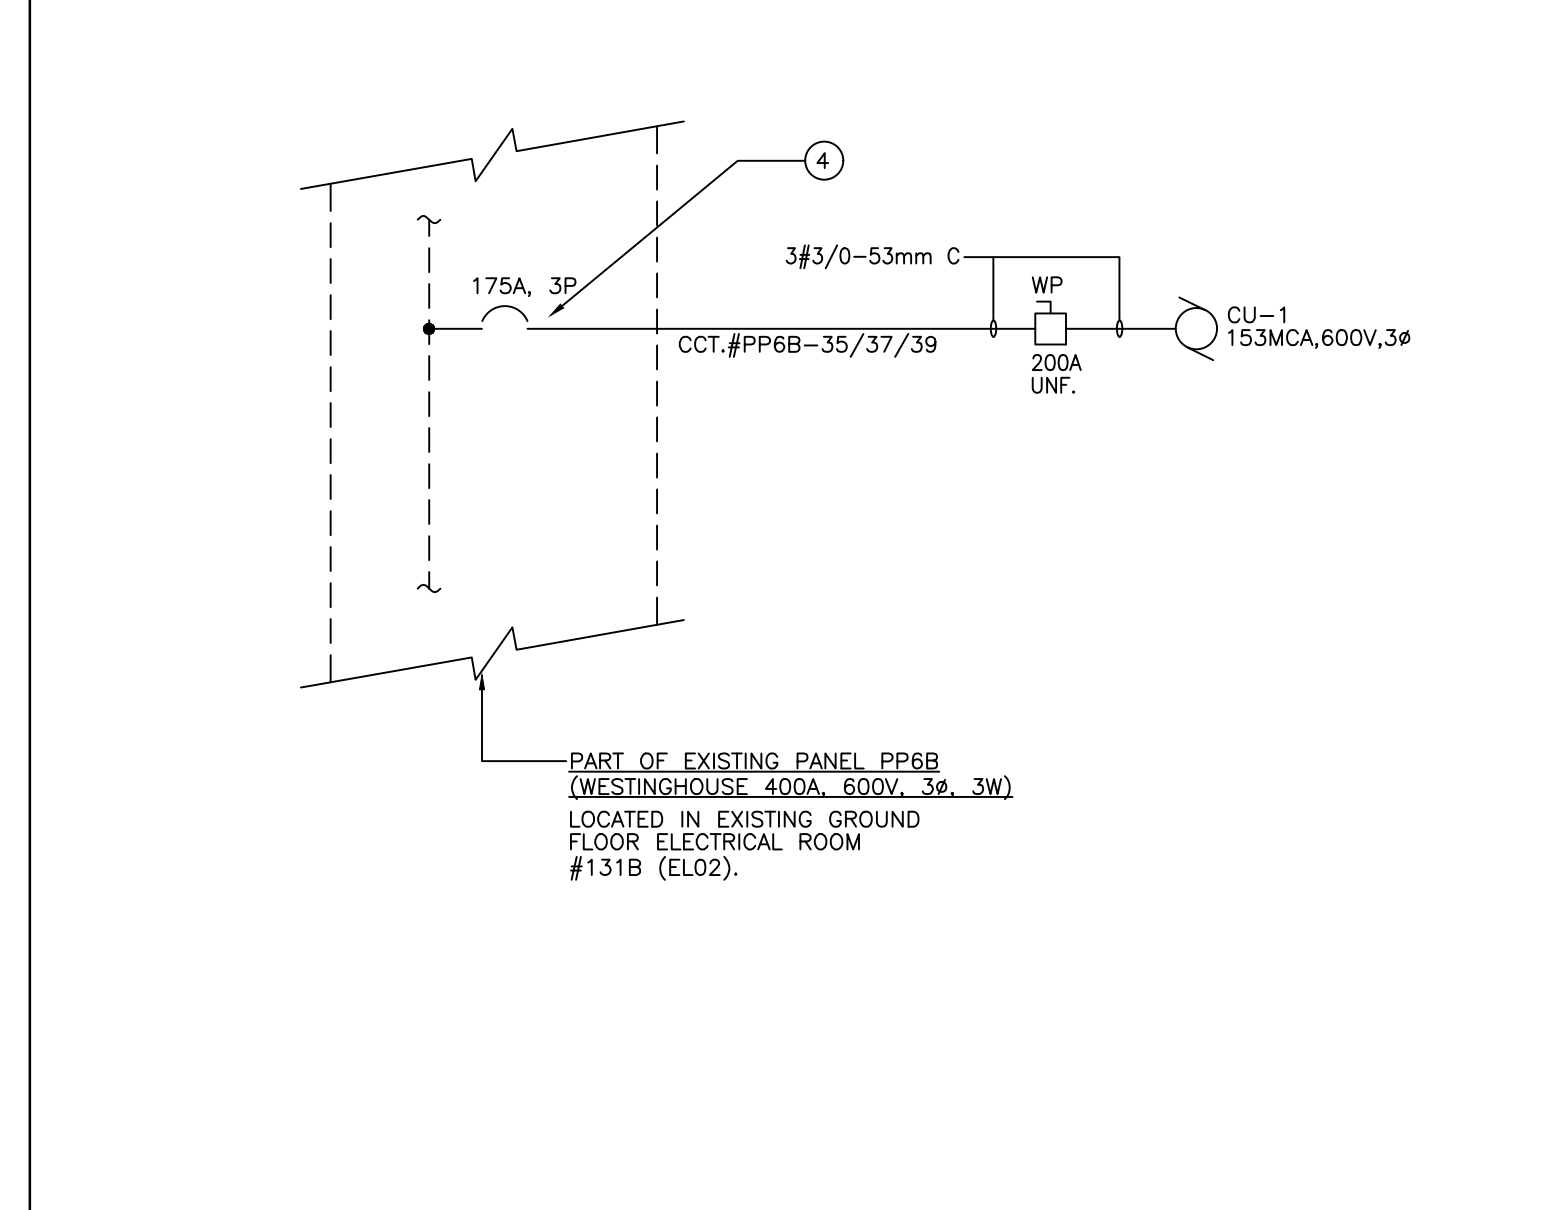 4
3#3/0-53mm C
175A, 3P
WP
CCT.#PP6B-35/37/39
200A
UNF.
CU-1
153MCA,600V,3ø
PART OF EXISTING PANEL PP6B
(WESTINGHOUSE 400A, 600V, 3ø, 3W)
LOCATED IN EXISTING GROUND
FLOOR ELECTRICAL ROOM
#131B (EL02).